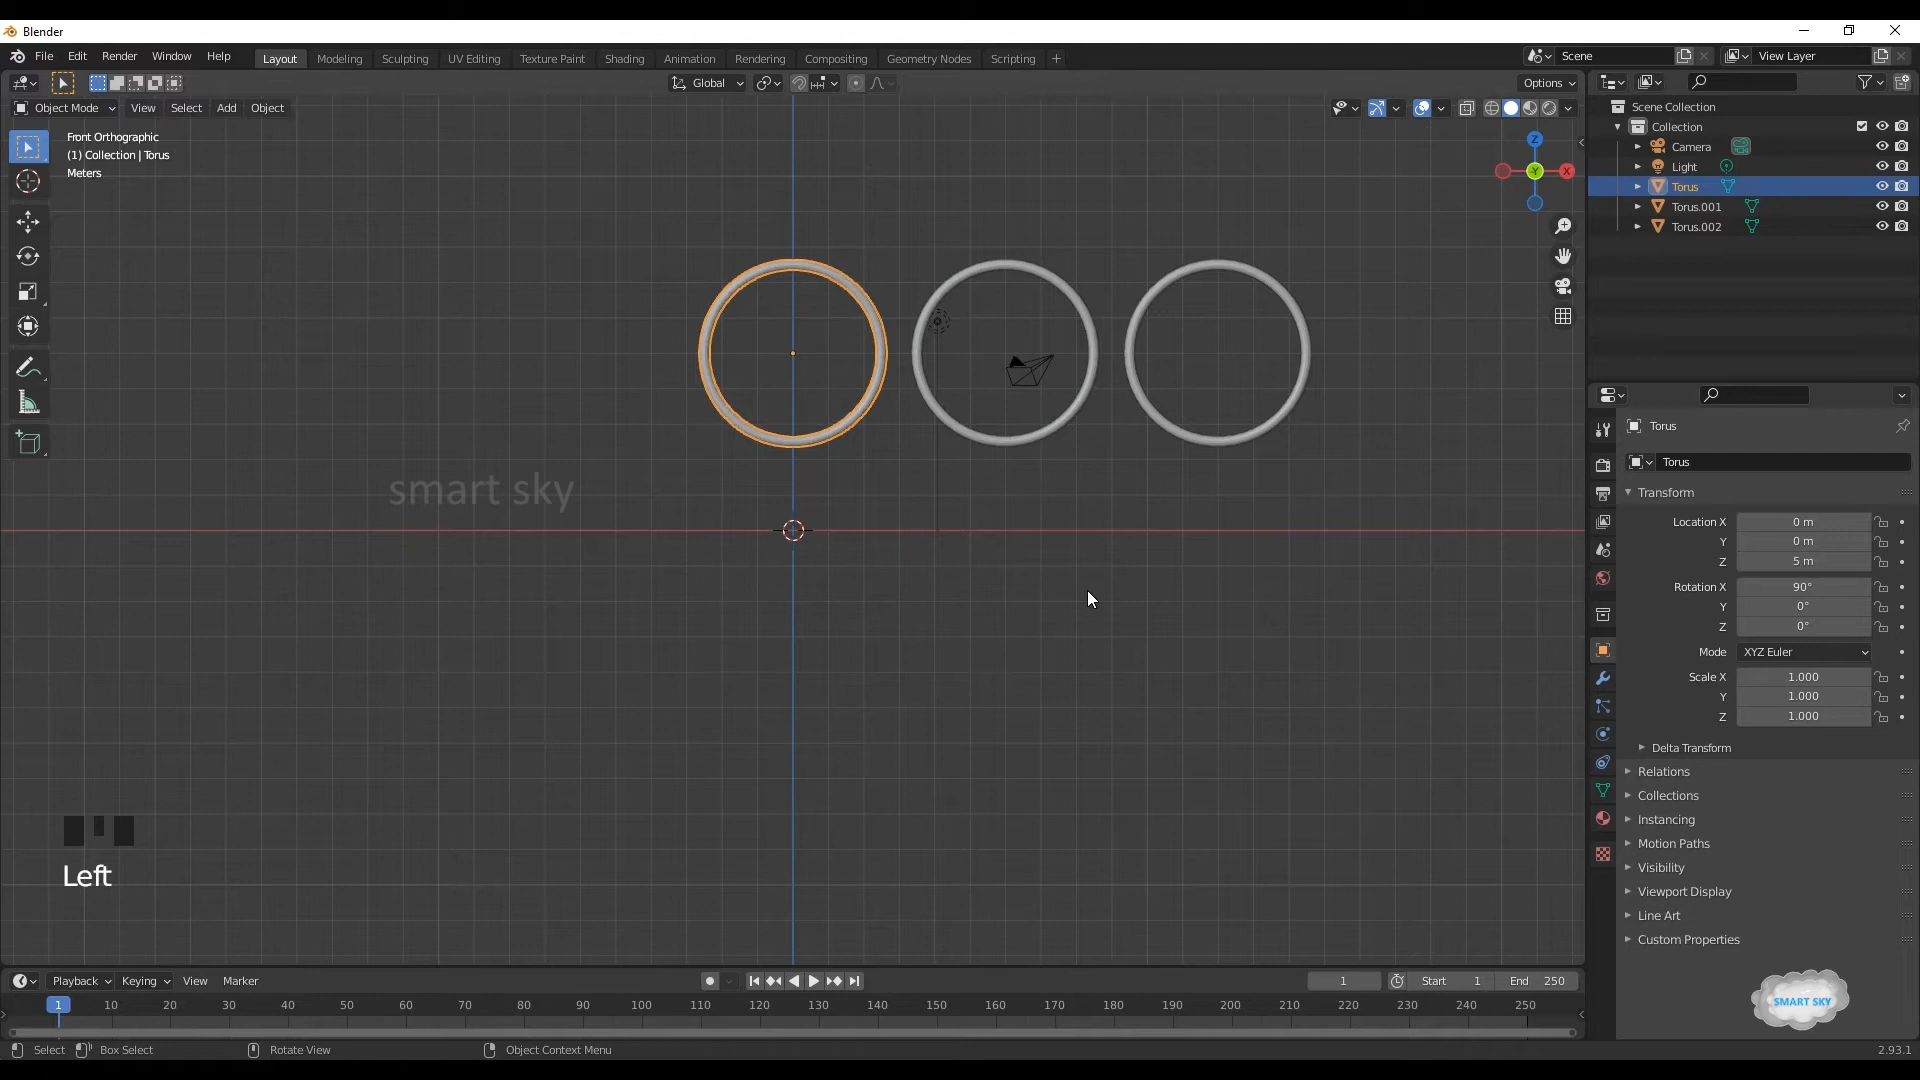 Blender
File Edit Render Window Help Layout Modeling Sculpting UV Editing Texture Paint Shading Animation Rendering Compositing Geometry Nodes Scripting + Scene View Layer
Global Options
Object Mode View Select Add Object
Front Orthographic
(1) Collection | Torus
Meters
Z
Y
X
Scene Collection
Collection
Camera
Light
Torus
Torus.001
Torus.002
smart sky
Left
Torus
Torus
Transform
Location X 0 m
Y 0 m
Z 5 m
Rotation X 90°
Y 0°
Z 0°
Mode XYZ Euler
Scale X 1.000
Y 1.000
Z 1.000
Delta Transform
Relations
Collections
Instancing
Motion Paths
Visibility
Viewport Display
Line Art
Custom Properties
SMART SKY
Playback Keying View Marker 1 Start 1 End 250
1 10 20 30 40 50 60 70 80 90 100 110 120 130 140 150 160 170 180 190 200 210 220 230 240 250
Select Box Select Rotate View Object Context Menu 2.93.1